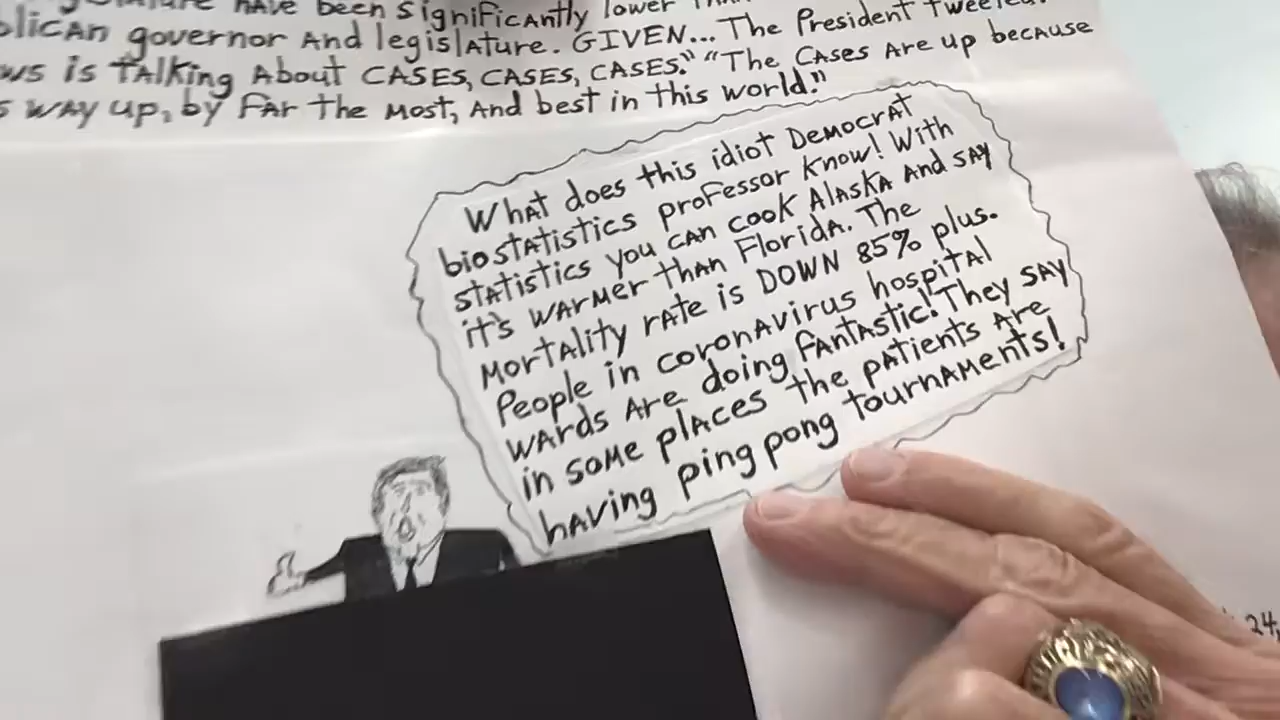 have been significantly lower
governor and legislature. GIVEN... The President Tweeted:
is talking about CASES, CASES, CASES." "The cases are up because
way up, by far the most, and best in this world!"
What does this idiot Democrat
biostatistics professor know! With
statistics you can cook Alaska and say
it's warmer than Florida. The
mortality rate is DOWN 85% plus.
People in coronavirus hospital
wards are doing fantastic! They say
in some places the patients are
having ping pong tournaments!
24,